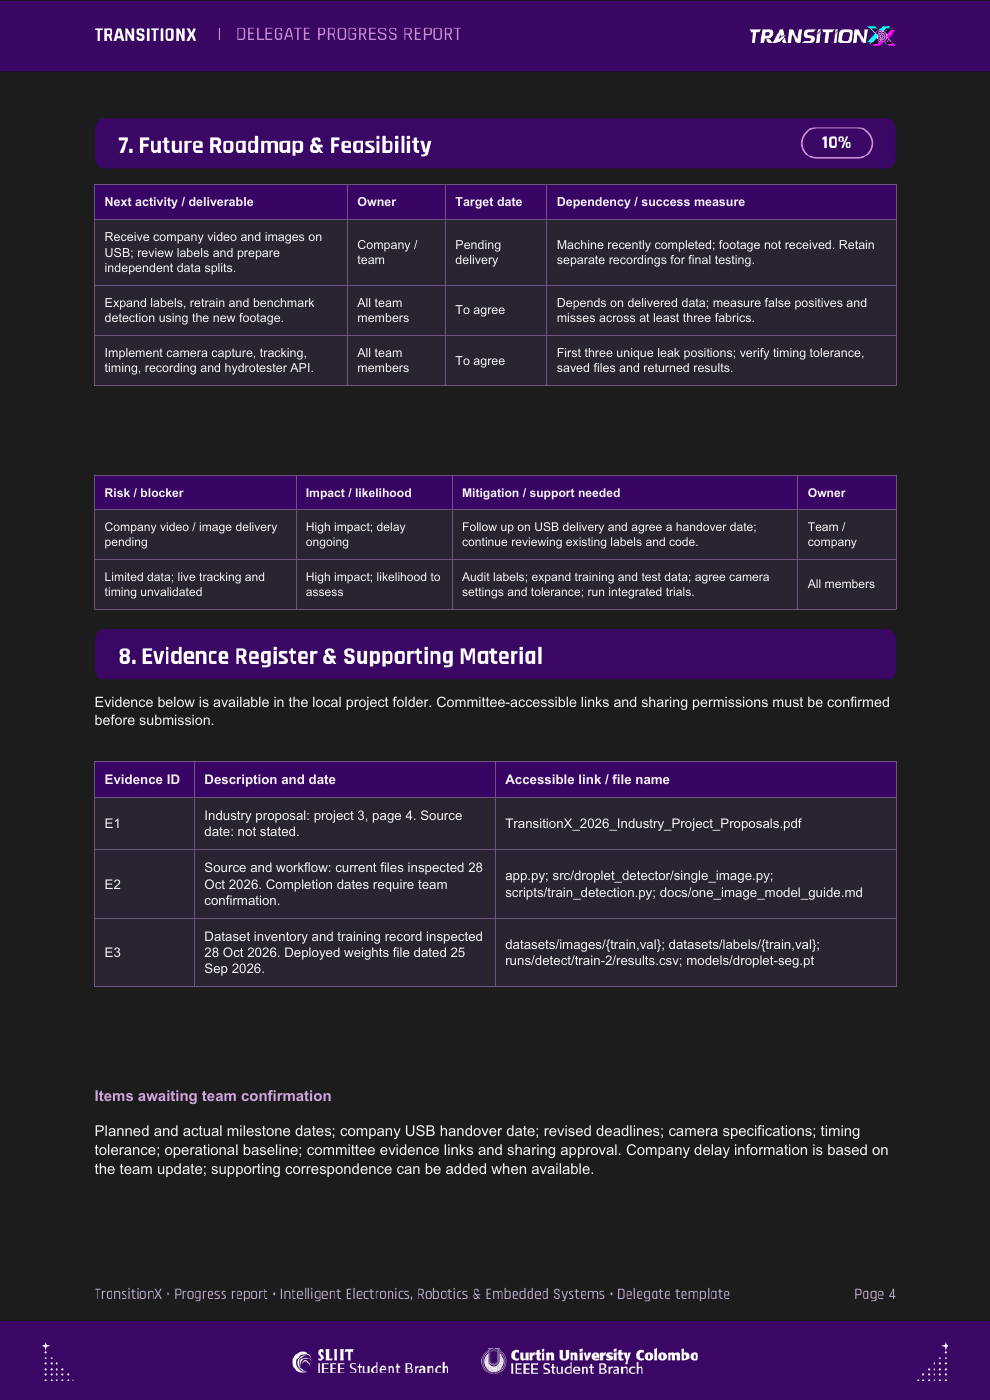 TRANSITIONX | DELEGATE PROGRESS REPORT
TRANSITIONX
7. Future Roadmap & Feasibility
10%
Next activity / deliverable
Owner
Target date
Dependency / success measure
Receive company video and images on
USB; review labels and prepare
independent data splits.
Company /
team
Pending
delivery
Machine recently completed; footage not received. Retain
separate recordings for final testing.
Expand labels, retrain and benchmark
detection using the new footage.
All team
members
To agree
Depends on delivered data; measure false positives and
misses across at least three fabrics.
Implement camera capture, tracking,
timing, recording and hydrotester API.
All team
members
To agree
First three unique leak positions; verify timing tolerance,
saved files and returned results.
Risk / blocker
Impact / likelihood
Mitigation / support needed
Owner
Company video / image delivery
pending
High impact; delay
ongoing
Follow up on USB delivery and agree a handover date;
continue reviewing existing labels and code.
Team /
company
Limited data; live tracking and
timing unvalidated
High impact; likelihood to
assess
Audit labels; expand training and test data; agree camera
settings and tolerance; run integrated trials.
All members
8. Evidence Register & Supporting Material
Evidence below is available in the local project folder. Committee-accessible links and sharing permissions must be confirmed
before submission.
Evidence ID
Description and date
Accessible link / file name
E1
Industry proposal: project 3, page 4. Source
date: not stated.
TransitionX_2026_Industry_Project_Proposals.pdf
E2
Source and workflow: current files inspected 28
Oct 2026. Completion dates require team
confirmation.
app.py; src/droplet_detector/single_image.py;
scripts/train_detection.py; docs/one_image_model_guide.md
E3
Dataset inventory and training record inspected
28 Oct 2026. Deployed weights file dated 25
Sep 2026.
datasets/images/{train,val}; datasets/labels/{train,val};
runs/detect/train-2/results.csv; models/droplet-seg.pt
Items awaiting team confirmation
Planned and actual milestone dates; company USB handover date; revised deadlines; camera specifications; timing
tolerance; operational baseline; committee evidence links and sharing approval. Company delay information is based on
the team update; supporting correspondence can be added when available.
TransitionX • Progress report • Intelligent Electronics, Robotics & Embedded Systems • Delegate template
Page 4
SLIIT
IEEE Student Branch
Curtin University Colombo
IEEE Student Branch